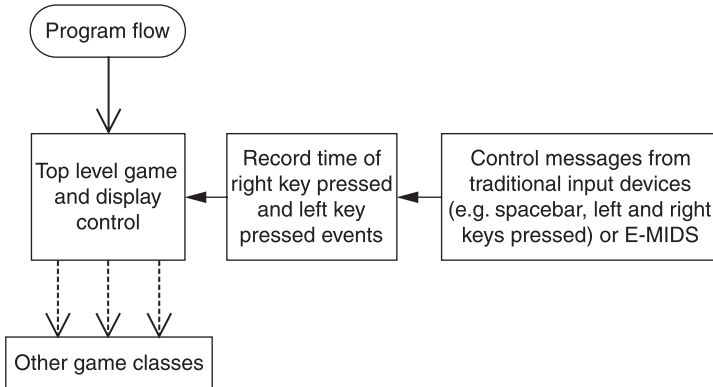 Program flow
Top level game
and display
control
Record time of
right key pressed
and left key
pressed events
Control messages from
traditional input devices
(e.g. spacebar, left and right
keys pressed) or E-MIDS
Other game classes